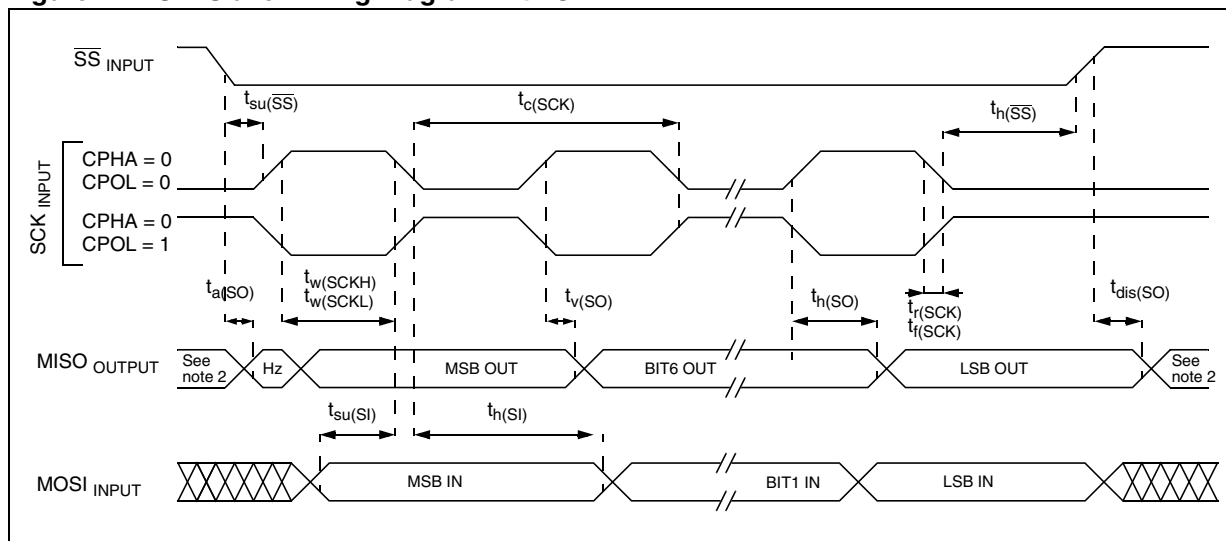 SS INPUT
tsu(SS)
tc(SCK)
th(SS)
SCK INPUT
CPHA = 0
CPOL = 0
CPHA = 0
CPOL = 1
ta(SO)
tw(SCKH)
tw(SCKL)
tv(SO)
th(SO)
tr(SCK)
tf(SCK)
tdis(SO)
MISO OUTPUT
See note 2
Hz
MSB OUT
BIT6 OUT
LSB OUT
See note 2
tsu(SI)
th(SI)
MOSI INPUT
MSB IN
BIT1 IN
LSB IN